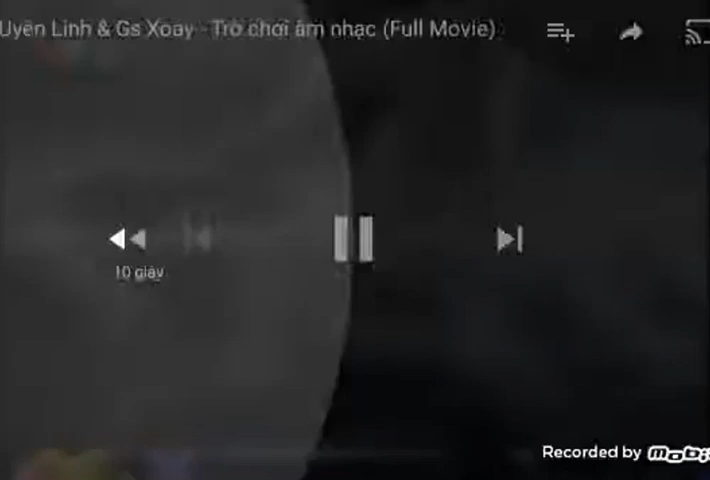 Uyên Linh & Gs Xoay - Trò chơi âm nhạc (Full Movie)
10 giây
Recorded by